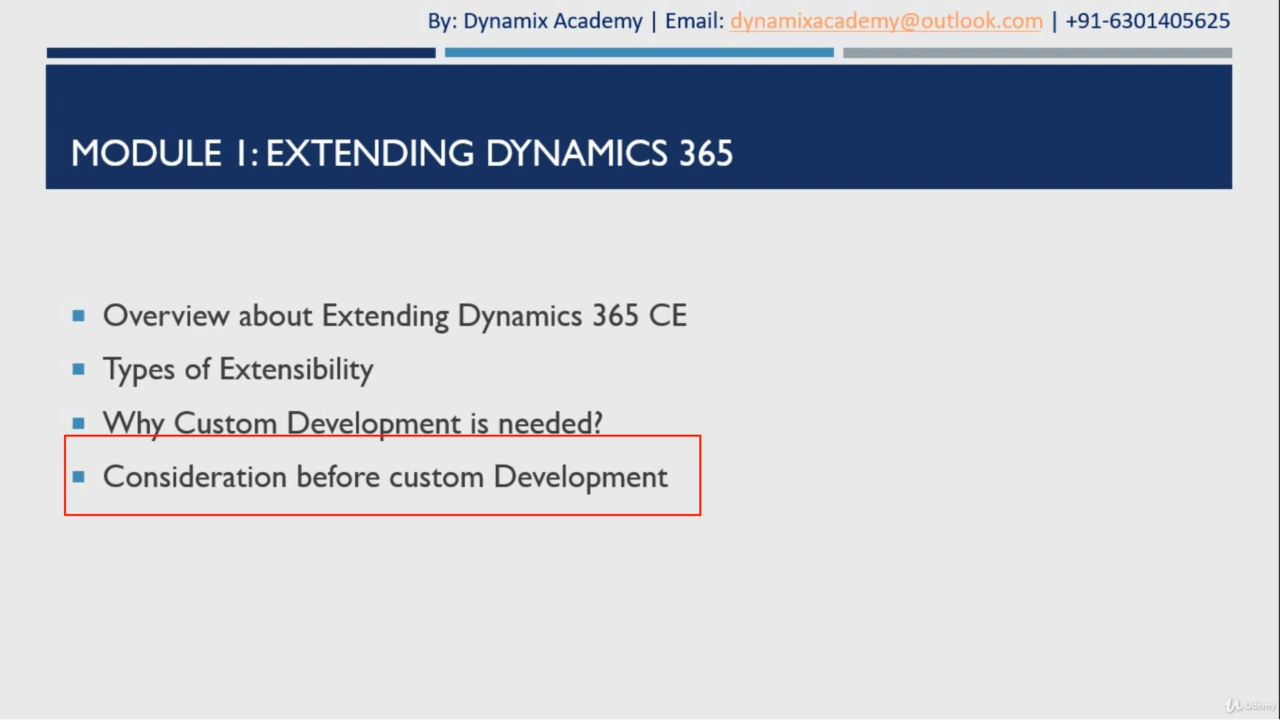 By: Dynamix Academy | Email: dynamixacademy@outlook.com | +91-6301405625
MODULE 1: EXTENDING DYNAMICS 365
Overview about Extending Dynamics 365 CE
Types of Extensibility
Why Custom Development is needed?
Consideration before custom Development
Udemy